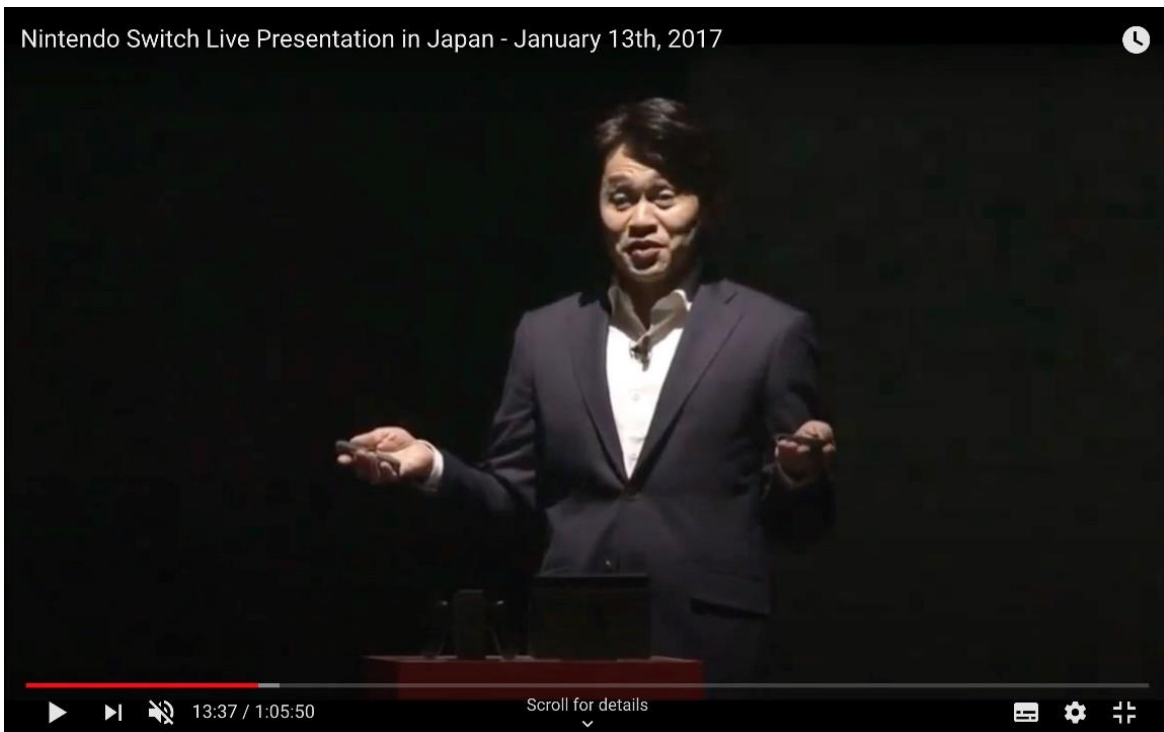 Nintendo Switch Live Presentation in Japan - January 13th, 2017
13:37 / 1:05:50
Scroll for details